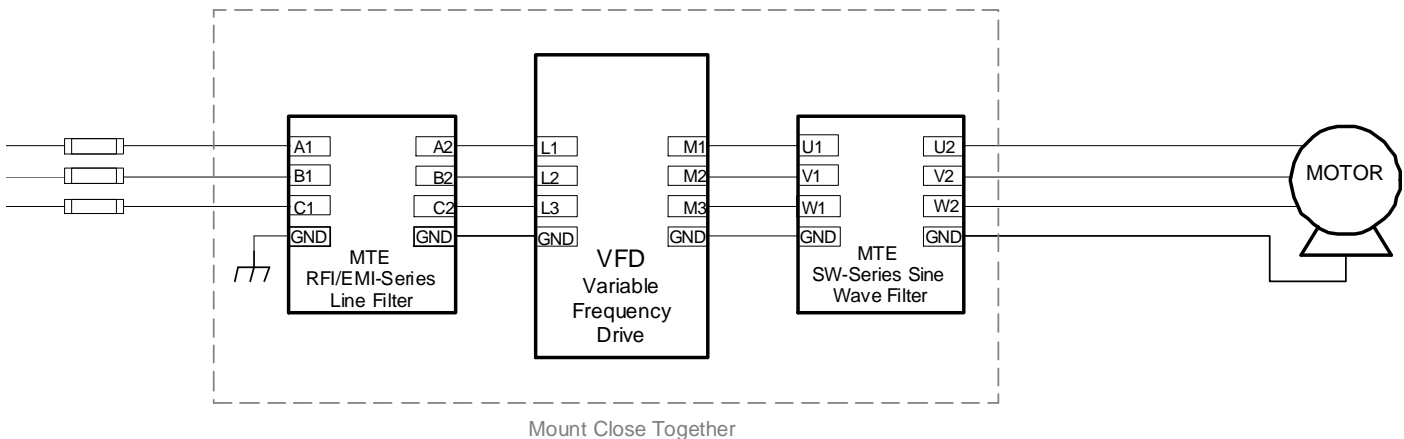 A1 A2 L1 M1 U1 U2
B1 B2 L2 M2 V1 V2
C1 C2 L3 M3 W1 W2
GND GND GND GND GND GND
MTE
RFI/EMI-Series
Line Filter
VFD
Variable
Frequency
Drive
MTE
SW-Series Sine
Wave Filter
MOTOR
Mount Close Together